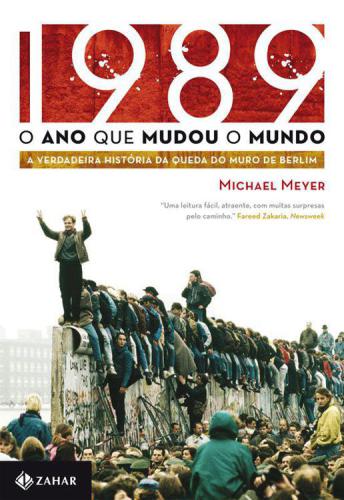 1989
O ANO QUE MUDOU O MUNDO
A VERDADEIRA HISTÓRIA DA QUEDA DO MURO DE BERLIM
MICHAEL MEYER
"Uma leitura fácil, atraente, com muitas surpresas
pelo caminho." Fareed Zakaria, Newsweek
ZAHAR